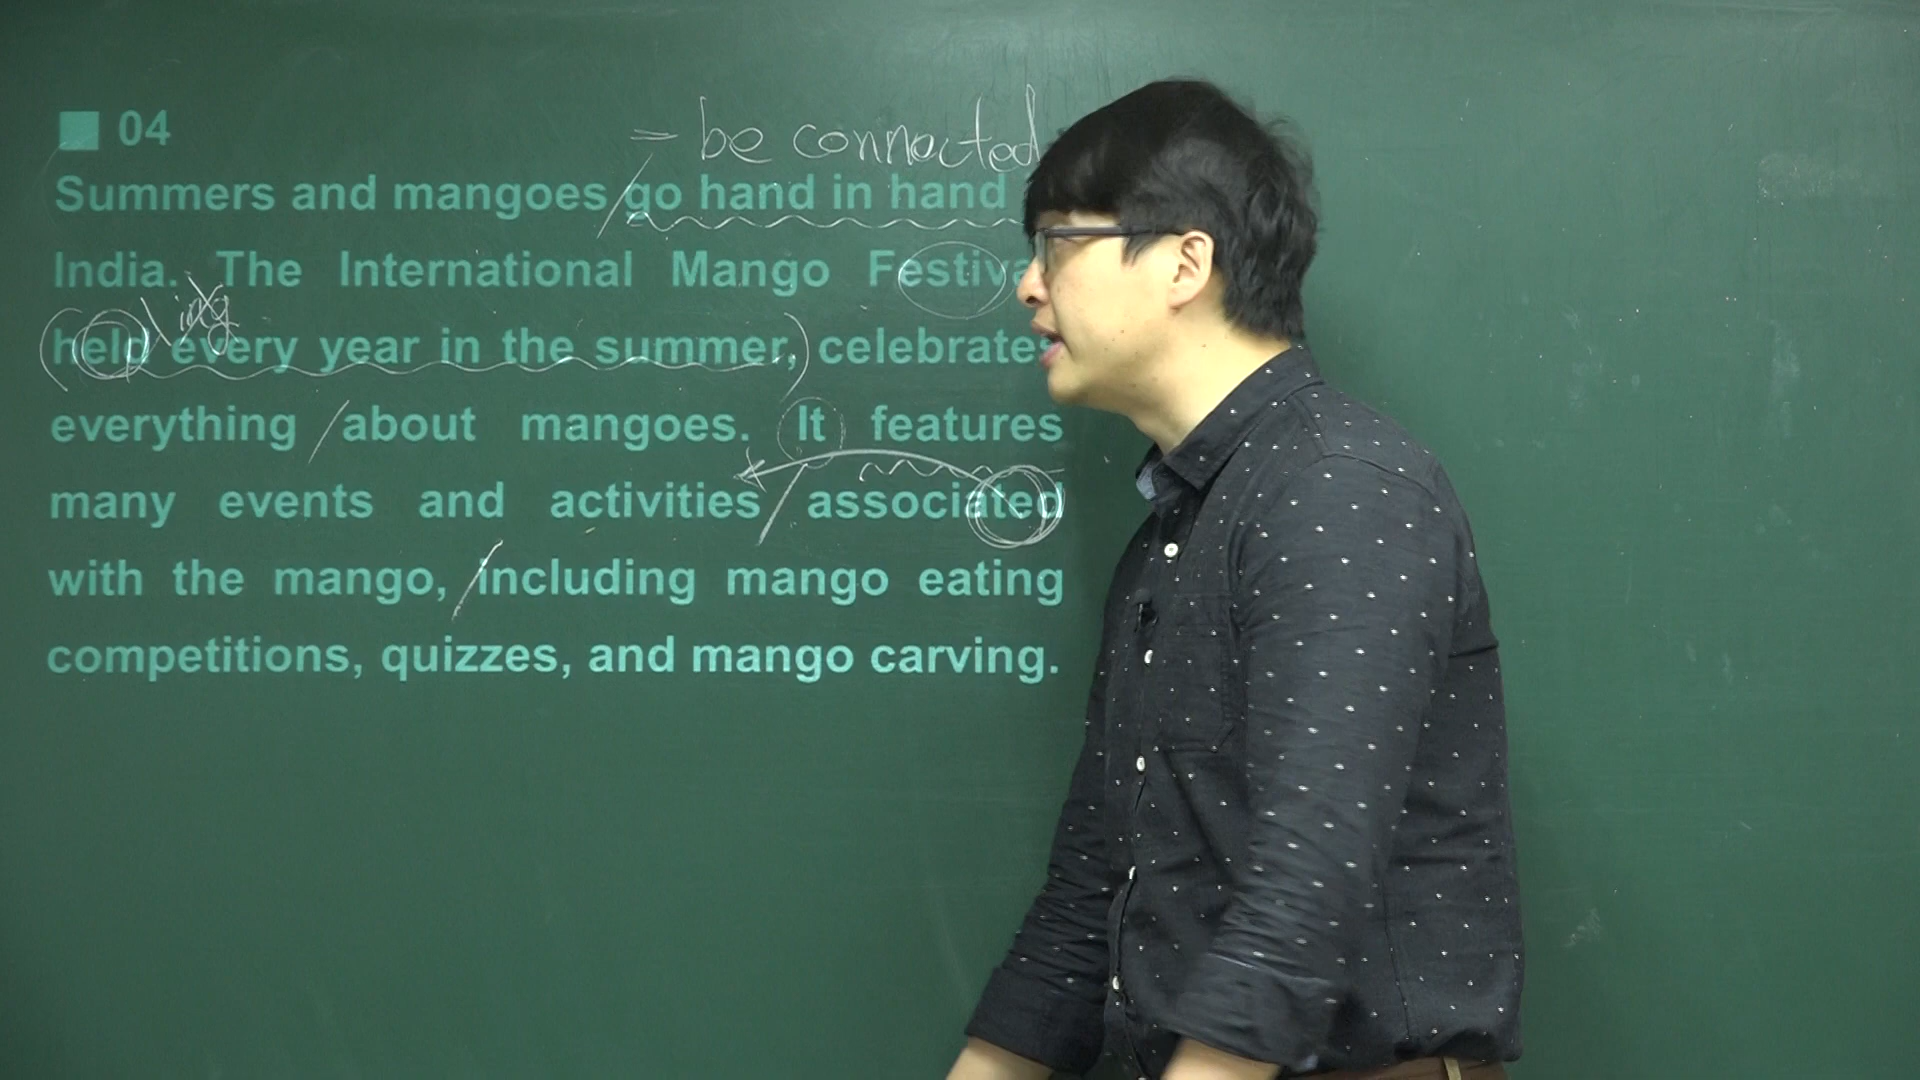 04
= be connected
Summers and mangoes go hand in hand
India. The International Mango Festiva
ing
held every year in the summer, celebrates
everything about mangoes. It features
many events and activities associated
with the mango, including mango eating
competitions, quizzes, and mango carving.